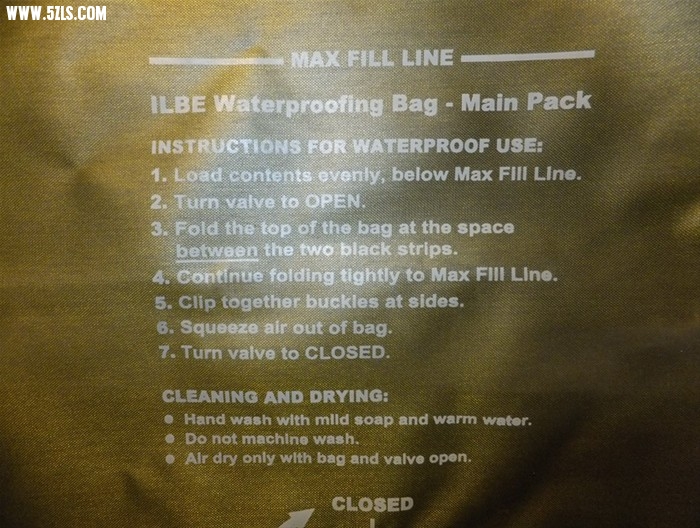 WWW.5ZLS.COM
MAX FILL LINE
ILBE Waterproofing Bag - Main Pack
INSTRUCTIONS FOR WATERPROOF USE:
1. Load contents evenly, below Max Fill Line.
2. Turn valve to OPEN.
3. Fold the top of the bag at the space
between the two black strips.
4. Continue folding tightly to Max Fill Line.
5. Clip together buckles at sides.
6. Squeeze air out of bag.
7. Turn valve to CLOSED.
CLEANING AND DRYING:
• Hand wash with mild soap and warm water.
• Do not machine wash.
• Air dry only with bag and valve open.
CLOSED